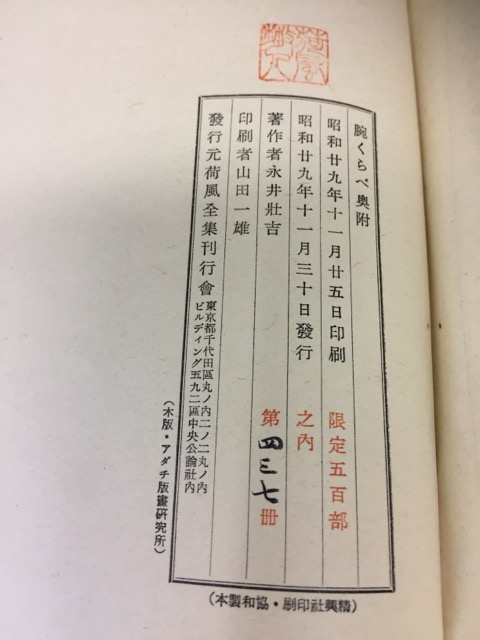 腕くらべ奥附
昭和廿九年十一月廿五日印刷
限定五百部
昭和廿九年十一月三十日發行
之内
著作者永井壯吉
第四三七冊
印刷者山田一雄
發行元荷風全集刊行會
東京都千代田區丸ノ内二ノ二丸ノ内
ビルディング五九二區中央公論社内
(木版・アダチ版畫研究所)
(精興社印刷・協和製本)